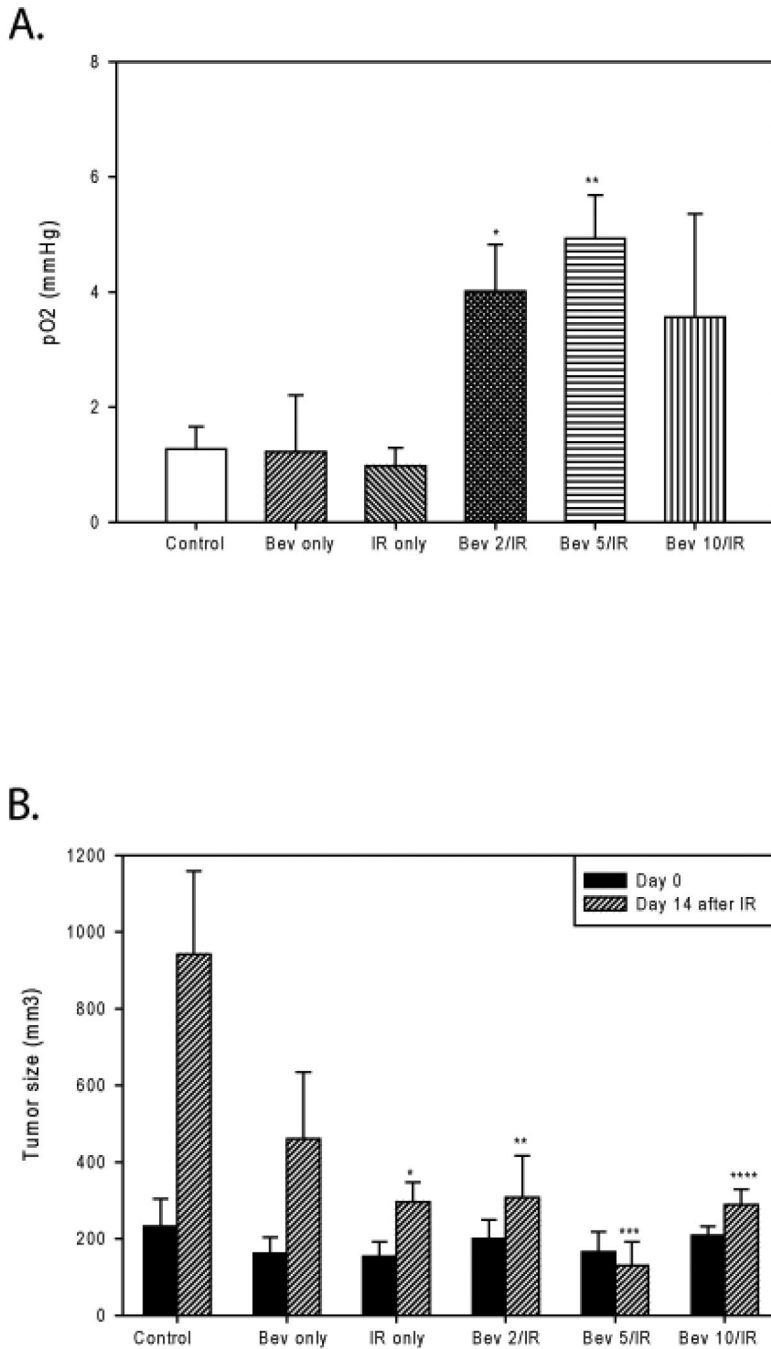 A.
8
6
4
2
0
pO2 (mmHg)
*
**
Control Bev only IR only Bev 2/IR Bev 5/IR Bev 10/IR
B.
1200
1000
800
600
400
200
0
Tumor size (mm3)
Day 0
Day 14 after IR
*
**
***
****
Control Bev only IR only Bev 2/IR Bev 5/IR Bev 10/IR